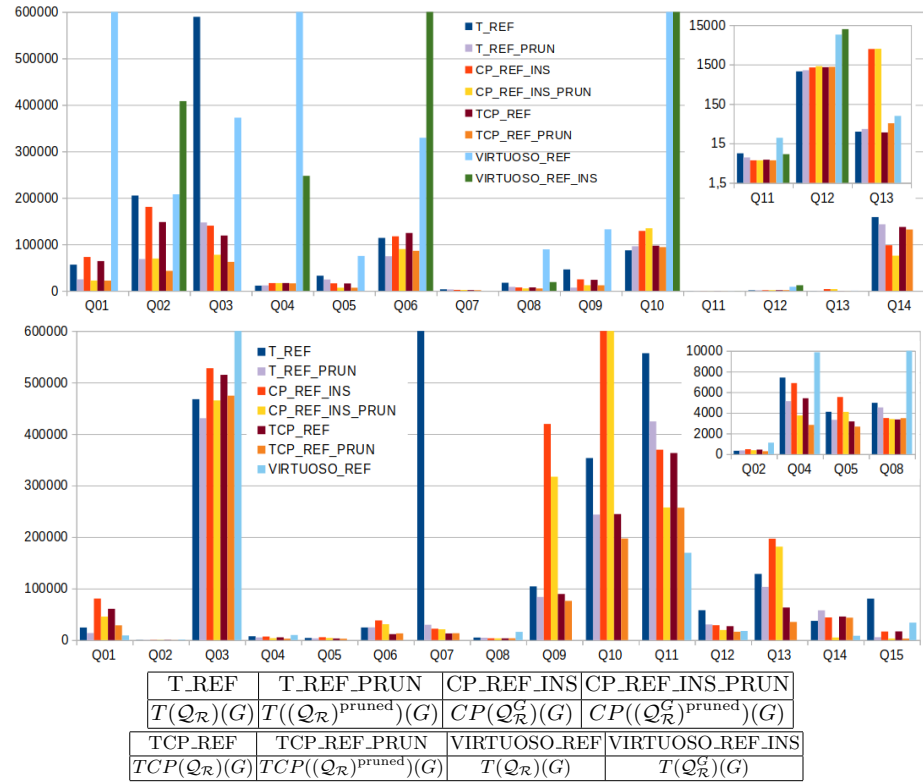 600000
500000
400000
300000
200000
100000
0
T_REF
T_REF_PRUN
CP_REF_INS
CP_REF_INS_PRUN
TCP_REF
TCP_REF_PRUN
VIRTUOSO_REF
VIRTUOSO_REF_INS
15000
1500
150
15
1,5
Q11 Q12 Q13
Q01 Q02 Q03 Q04 Q05 Q06 Q07 Q08 Q09 Q10 Q11 Q12 Q13 Q14
600000
500000
400000
300000
200000
100000
0
T_REF
T_REF_PRUN
CP_REF_INS
CP_REF_INS_PRUN
TCP_REF
TCP_REF_PRUN
VIRTUOSO_REF
10000
8000
6000
4000
2000
0
Q02 Q04 Q05 Q08
Q01 Q02 Q03 Q04 Q05 Q06 Q07 Q08 Q09 Q10 Q11 Q12 Q13 Q14 Q15
T_REF T_REF_PRUN CP_REF_INS CP_REF_INS_PRUN
T(𝒬_ℛ)(G) T((𝒬_ℛ)^pruned)(G) CP(𝒬_ℛ^G)(G) CP((𝒬_ℛ^G)^pruned)(G)
TCP_REF TCP_REF_PRUN VIRTUOSO_REF VIRTUOSO_REF_INS
TCP(𝒬_ℛ)(G) TCP((𝒬_ℛ)^pruned)(G) T(𝒬_ℛ)(G) T(𝒬_ℛ^G)(G)